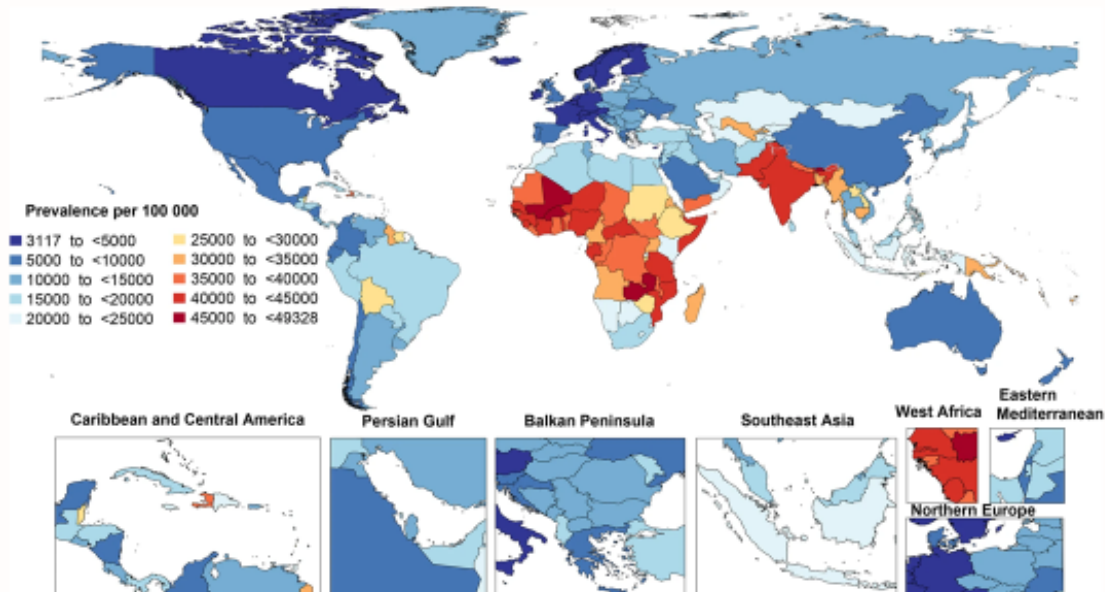 Prevalence per 100 000
3117 to <5000
5000 to <10000
10000 to <15000
15000 to <20000
20000 to <25000
25000 to <30000
30000 to <35000
35000 to <40000
40000 to <45000
45000 to <49328
Caribbean and Central America
Persian Gulf
Balkan Peninsula
Southeast Asia
West Africa
Eastern
Mediterranean
Northern Europe